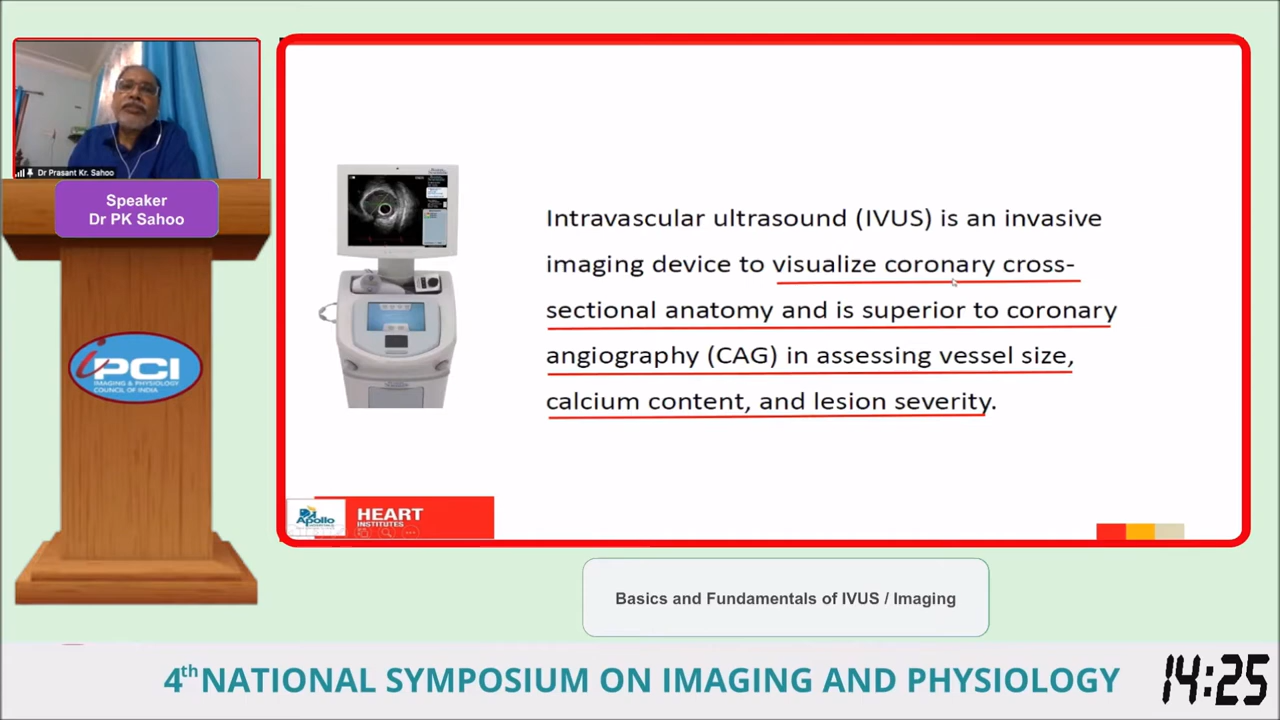 Dr Prasant Kr. Sahoo
Speaker
Dr PK Sahoo
iPCI
IMAGING & PHYSIOLOGY
COUNCIL OF INDIA
Intravascular ultrasound (IVUS) is an invasive
imaging device to visualize coronary cross-
sectional anatomy and is superior to coronary
angiography (CAG) in assessing vessel size,
calcium content, and lesion severity.
Apollo
HEART
INSTITUTES
Basics and Fundamentals of IVUS / Imaging
4th NATIONAL SYMPOSIUM ON IMAGING AND PHYSIOLOGY
14:25